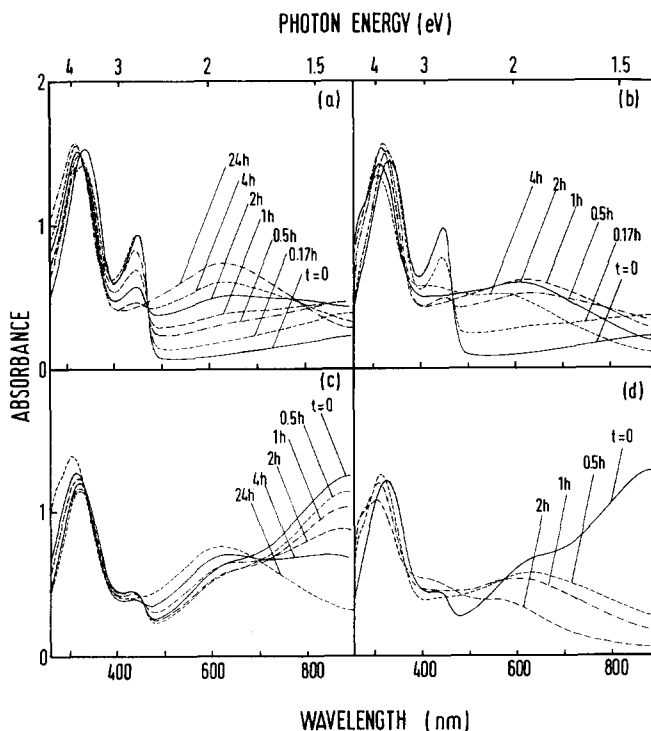 PHOTON ENERGY (eV)
4 3 2 1.5
4 3 2 1.5
2
(a)
(b)
24h
4h
2h
1h
0.5h
0.17h
t=0
4h
2h
1h
0.5h
0.17h
t=0
1
0
ABSORBANCE
(c)
(d)
t=0
0.5h
1h
2h
4h
24h
t=0
0.5h
1h
2h
1
0
400 600 800
400 600 800
WAVELENGTH (nm)